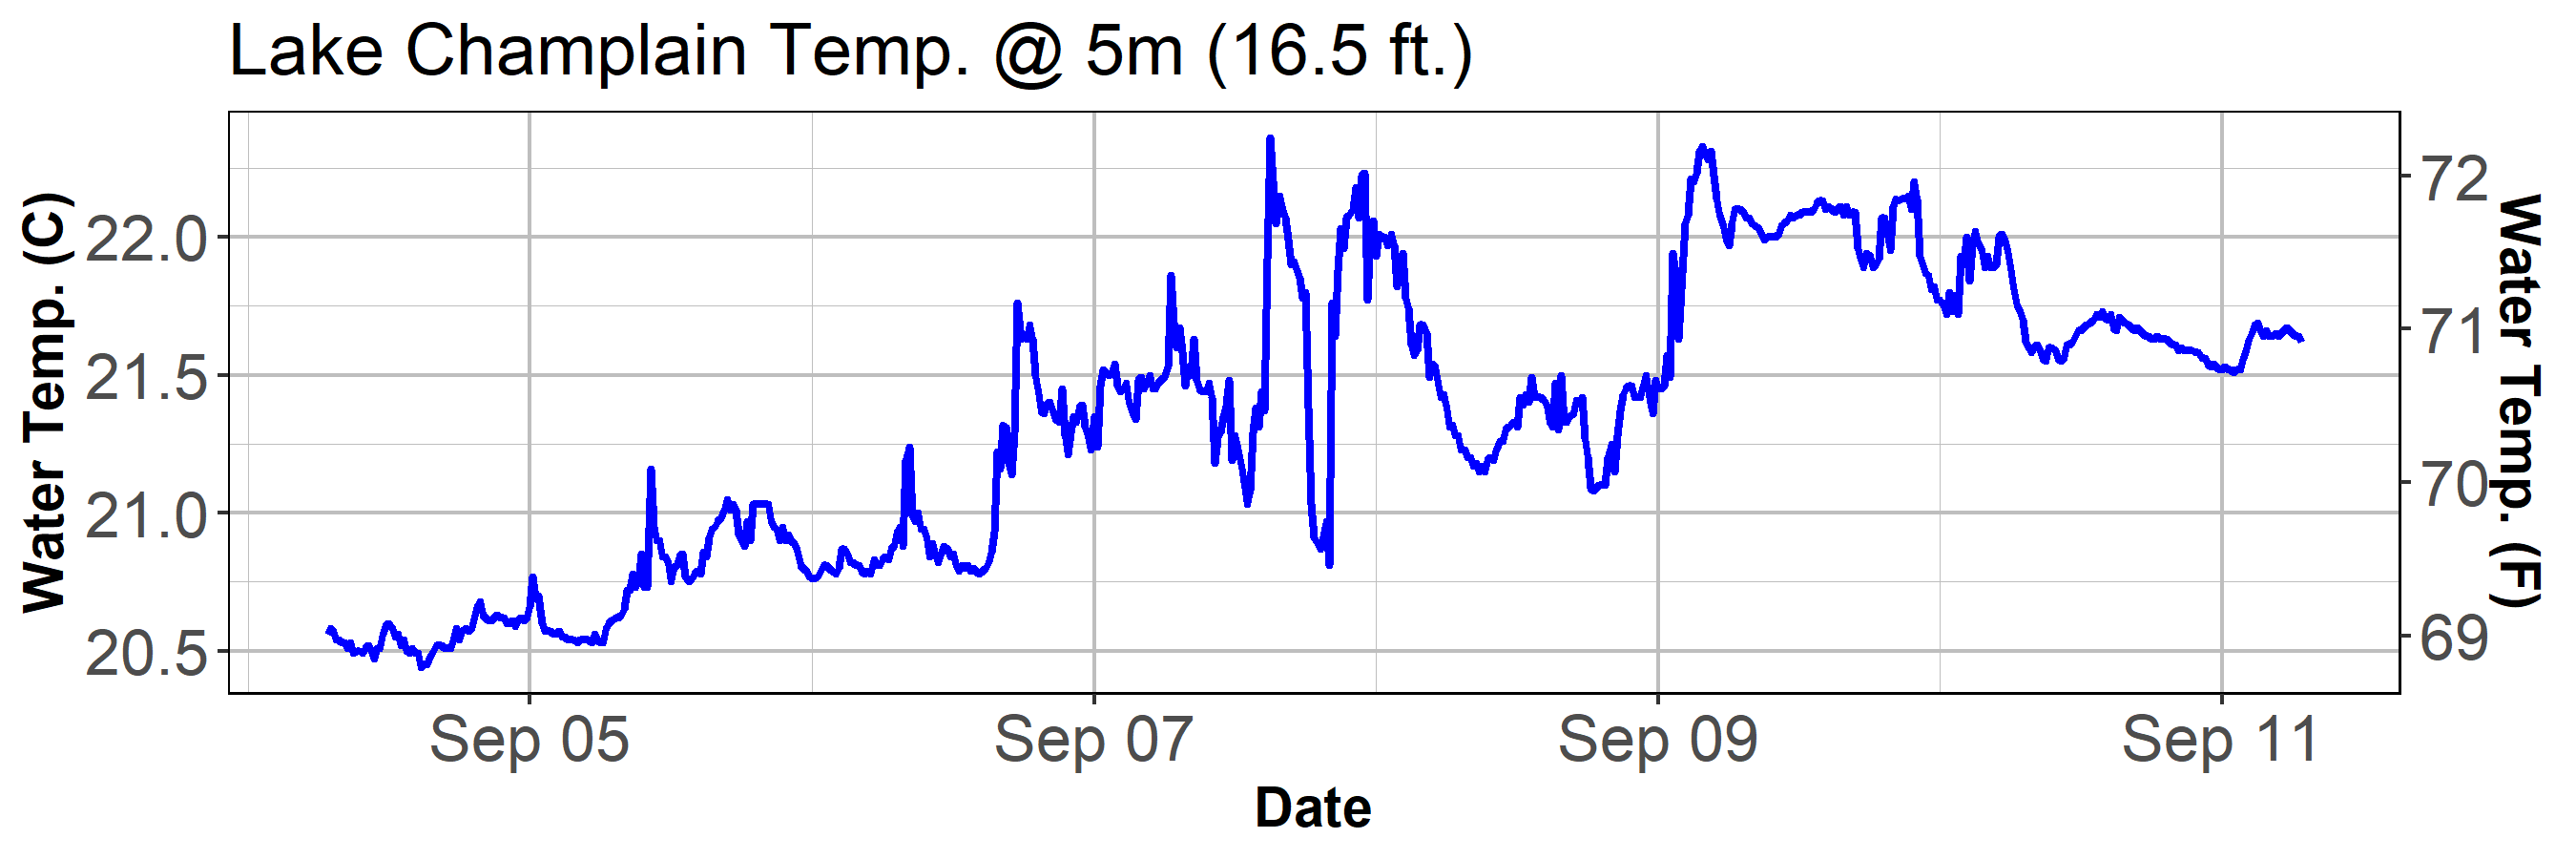 Lake Champlain Temp. @ 5m (16.5 ft.)
Water Temp. (C)
22.0
21.5
21.0
20.5
72
71
70
69
Water Temp. (F)
Sep 05 Sep 07 Sep 09 Sep 11
Date